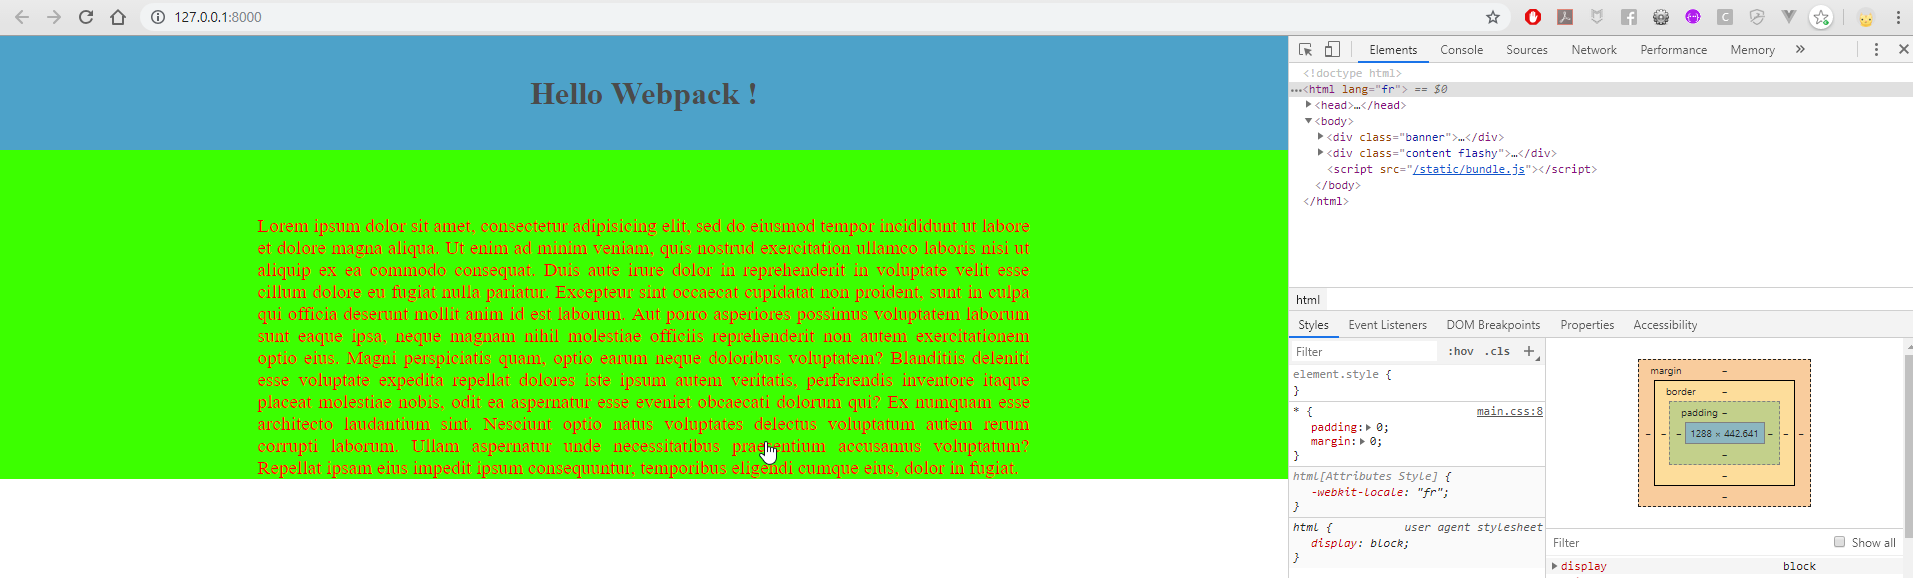 127.0.0.1:8000
Hello Webpack !
Lorem ipsum dolor sit amet, consectetur adipisicing elit, sed do eiusmod tempor incididunt ut labore
et dolore magna aliqua. Ut enim ad minim veniam, quis nostrud exercitation ullamco laboris nisi ut
aliquip ex ea commodo consequat. Duis aute irure dolor in reprehenderit in voluptate velit esse
cillum dolore eu fugiat nulla pariatur. Excepteur sint occaecat cupidatat non proident, sunt in culpa
qui officia deserunt mollit anim id est laborum. Aut porro asperiores possimus voluptatem laborum
sunt eaque ipsa, neque magnam nihil molestiae officiis reprehenderit non autem exercitationem
optio eius. Magni perspiciatis quam, optio earum neque doloribus voluptatem? Blanditiis deleniti
esse voluptate expedita repellat dolores iste ipsum autem veritatis, perferendis inventore itaque
placeat molestiae nobis, odit ea aspernatur esse eveniet obcaecati dolorum qui? Ex numquam esse
architecto laudantium sint. Nesciunt optio natus voluptates delectus voluptatum autem rerum
corrupti laborum. Ullam aspernatur unde necessitatibus praesentium accusamus voluptatum?
Repellat ipsam eius impedit ipsum consequuntur, temporibus eligendi cumque eius, dolor in fugiat.
Elements Console Sources Network Performance Memory »
<!doctype html>
…<html lang="fr"> == $0
<head>…</head>
<body>
<div class="banner">…</div>
<div class="content flashy">…</div>
<script src="/static/bundle.js"></script>
</body>
</html>
html
Styles Event Listeners DOM Breakpoints Properties Accessibility
Filter :hov .cls +
element.style {
}
* { main.css:8
padding: 0;
margin: 0;
}
html[Attributes Style] {
-webkit-locale: "fr";
}
html { user agent stylesheet
display: block;
}
margin –
border –
padding –
– – – 1288 × 442.641 – – –
–
–
–
Filter Show all
display block